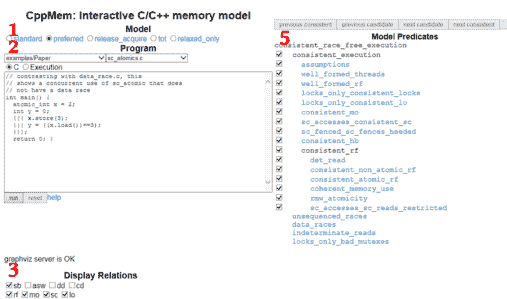 CppMem: Interactive C/C++ memory model
1
Model
standard preferred release_acquire tot relaxed_only
2
Program
examples/Paper sc_atomics.c
C Execution
// contrasting with data_race.c, this
// shows a concurrent use of sc_atomic that does
// not have a data race
int main() {
atomic_int x = 2;
int y = 0;
{{{ x.store(3);
||| y = ((x.load())==3);
}}};
return 0; }
run reset help
graphviz server is OK
3
Display Relations
sb asw dd cd
rf mo sc lo
previous consistent previous candidate next candidate next consistent
5
Model Predicates
consistent_race_free_execution
consistent_execution
assumptions
well_formed_threads
well_formed_rf
locks_only_consistent_locks
locks_only_consistent_lo
consistent_mo
sc_accesses_consistent_sc
sc_fenced_sc_fences_heeded
consistent_hb
consistent_rf
det_read
consistent_non_atomic_rf
consistent_atomic_rf
coherent_memory_use
rmw_atomicity
sc_accesses_sc_reads_restricted
unsequenced_races
data_races
indeterminate_reads
locks_only_bad_mutexes